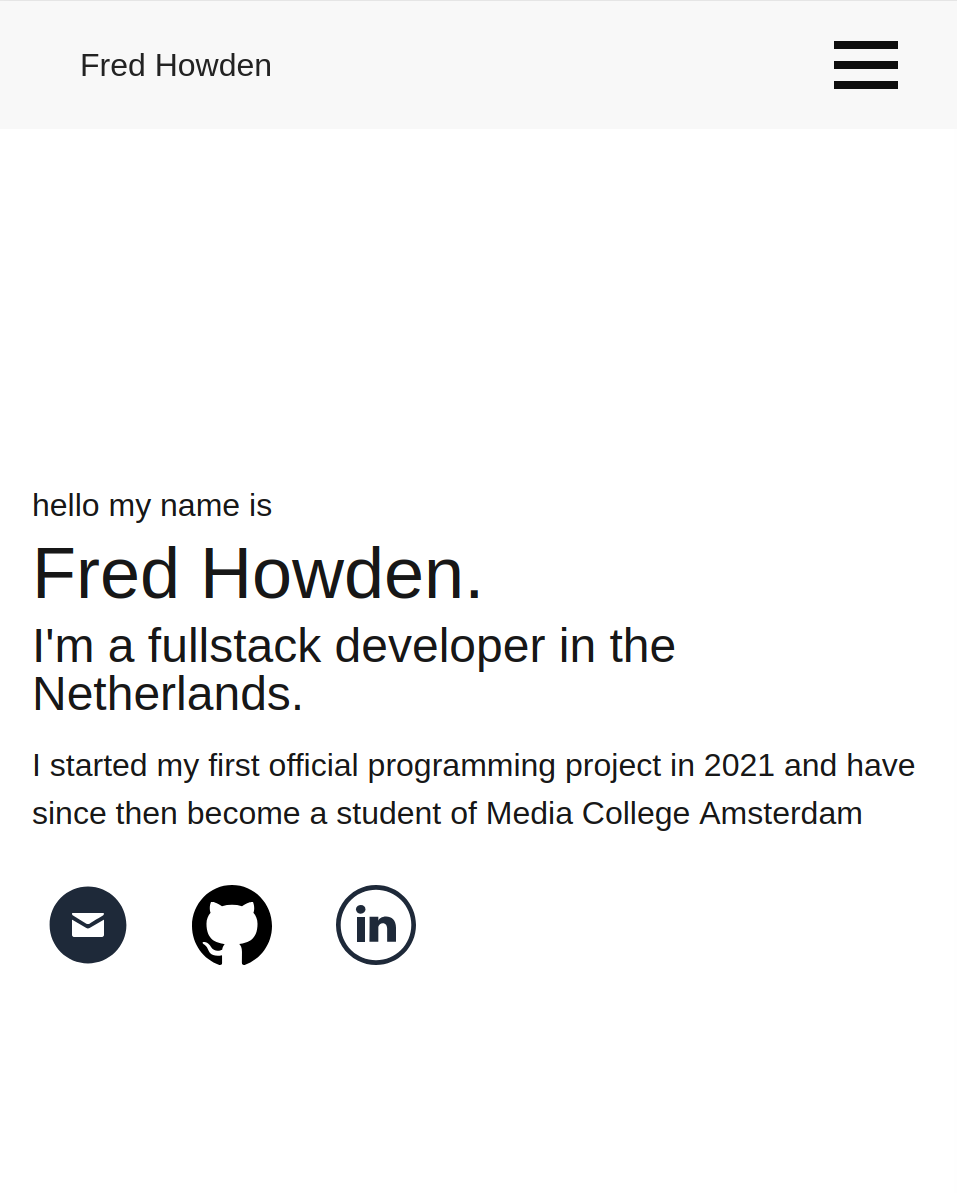 Fred Howden
hello my name is
Fred Howden.
I'm a fullstack developer in the
Netherlands.
I started my first official programming project in 2021 and have
since then become a student of Media College Amsterdam
in